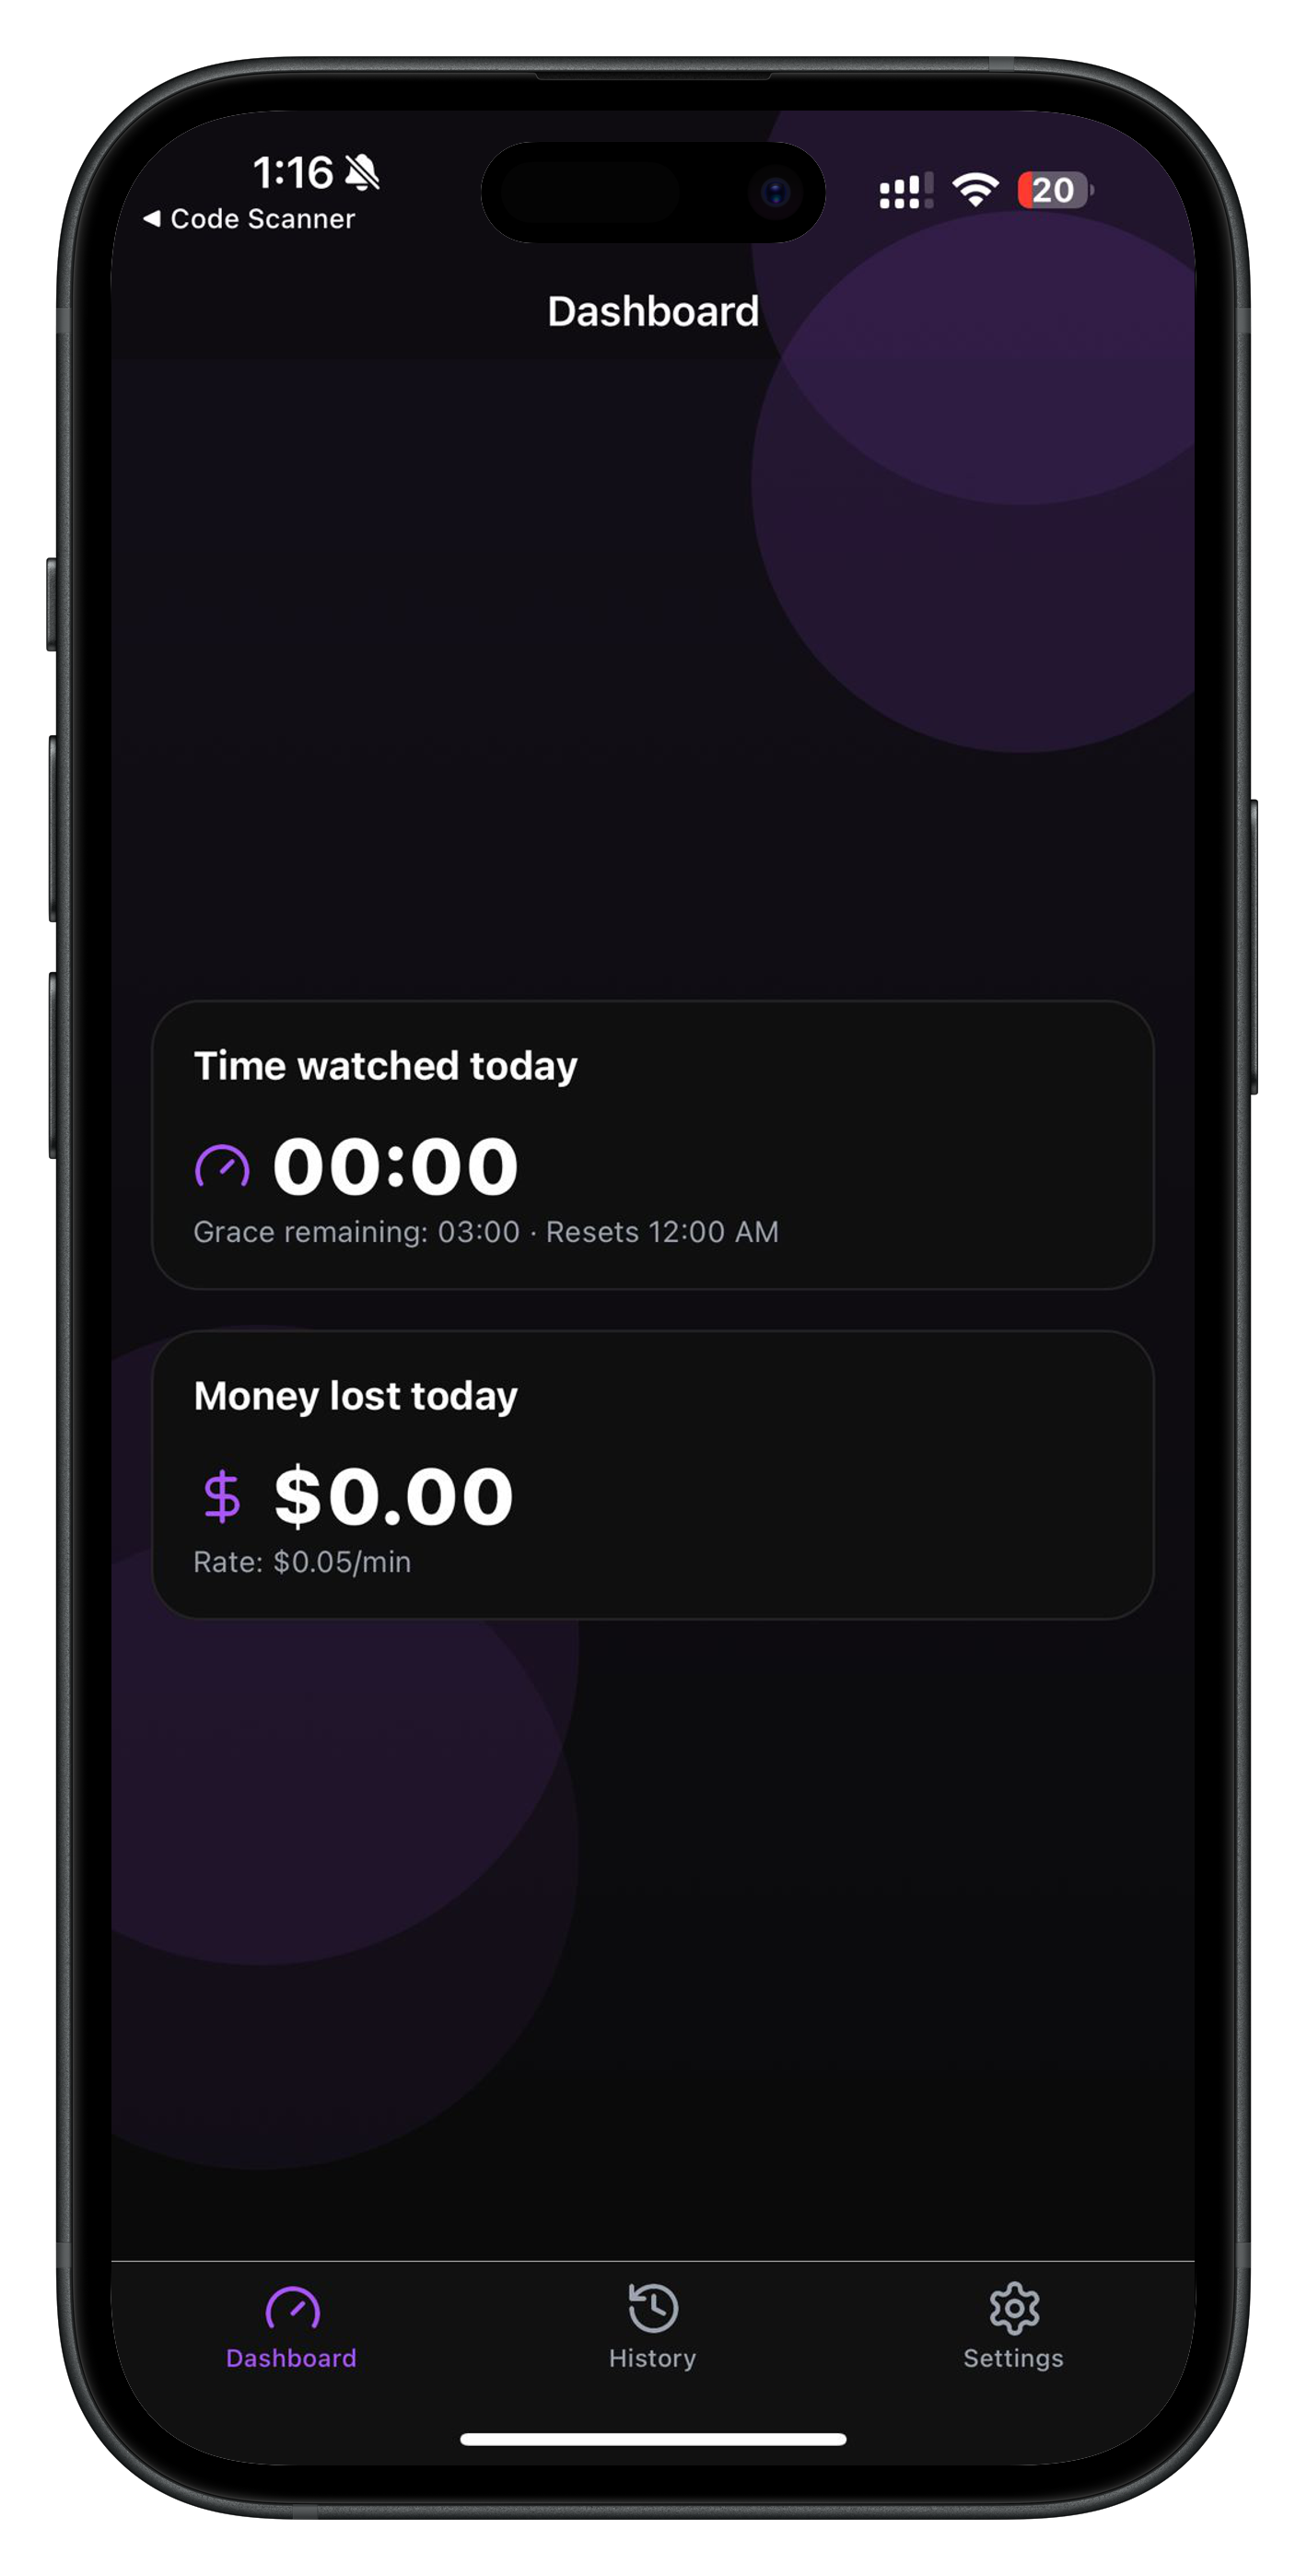 1:16
◀ Code Scanner
20
Dashboard
Time watched today
00:00
Grace remaining: 03:00 · Resets 12:00 AM
Money lost today
$0.00
Rate: $0.05/min
Dashboard
History
Settings